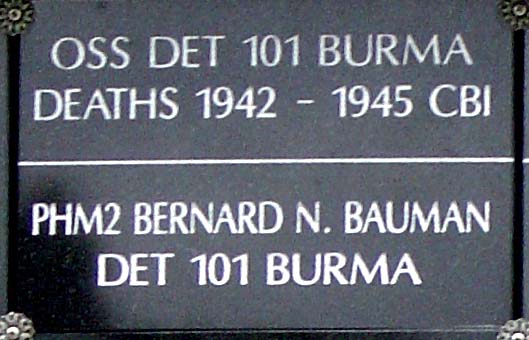 OSS DET 101 BURMA
DEATHS 1942 - 1945 CBI
PHM2 BERNARD N. BAUMAN
DET 101 BURMA